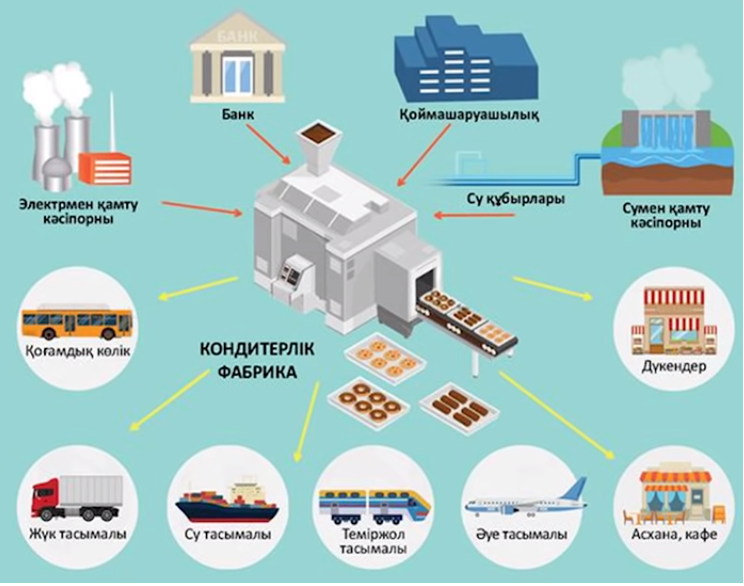 БАНК
Банк
Қоймашаруашылық
Электрмен қамту
кәсіпорны
Су құбырлары
Сумен қамту
кәсіпорны
Қоғамдық көлік
КОНДИТЕРЛІК
ФАБРИКА
Дүкендер
Жүк тасымалы
Су тасымалы
Теміржол
тасымалы
Әуе тасымалы
Асхана, кафе